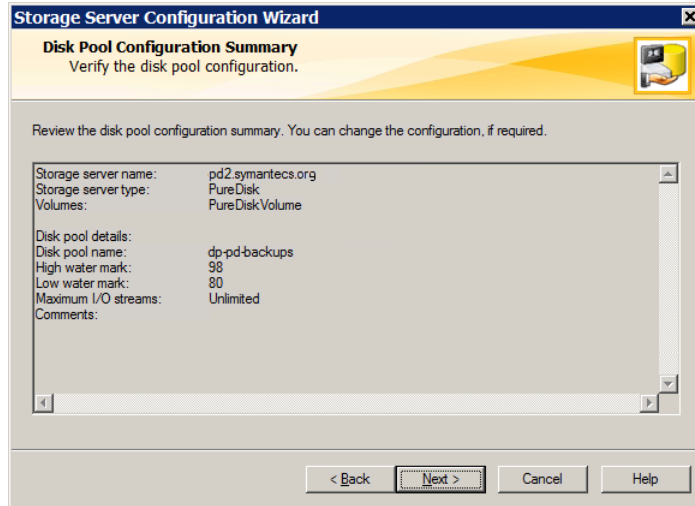 Storage Server Configuration Wizard
Disk Pool Configuration Summary
Verify the disk pool configuration.
Review the disk pool configuration summary. You can change the configuration, if required.
Storage server name: pd2.symantecs.org
Storage server type: PureDisk
Volumes: PureDiskVolume
Disk pool details:
Disk pool name: dp-pd-backups
High water mark: 98
Low water mark: 80
Maximum I/O streams: Unlimited
Comments:
< Back Next > Cancel Help